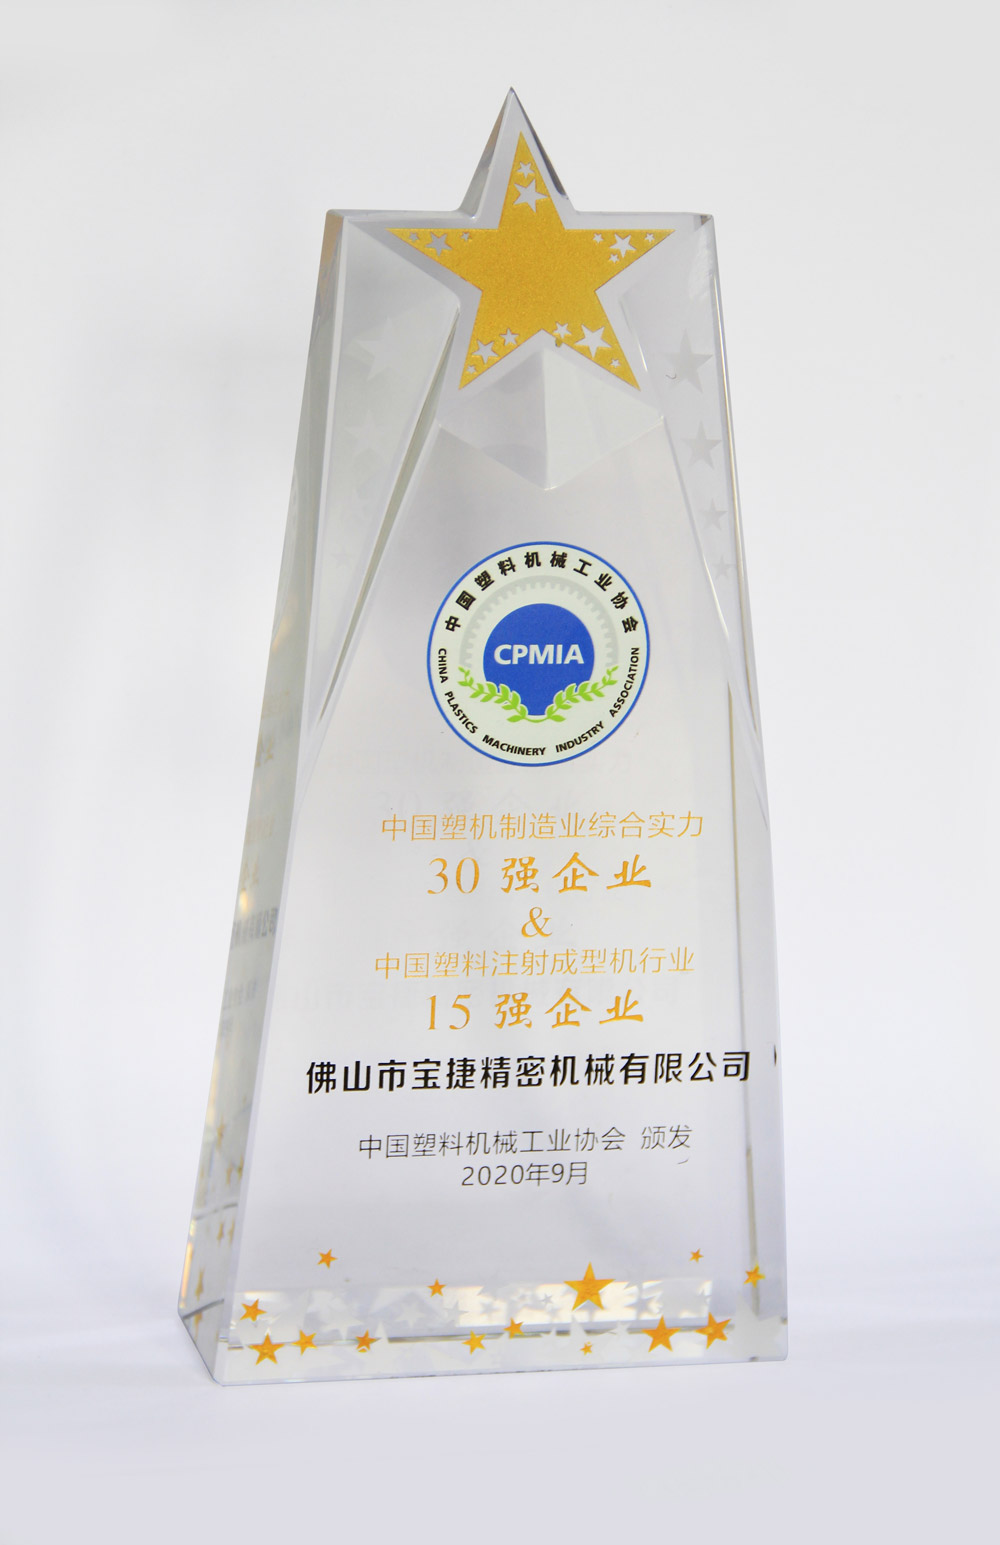 中国塑料机械工业协会
CPMIA
CHINA PLASTICS MACHINERY INDUSTRY ASSOCIATION
中国塑机制造业综合实力
30强企业
&
中国塑料注射成型机行业
15强企业
佛山市宝捷精密机械有限公司
中国塑料机械工业协会 颁发
2020年9月